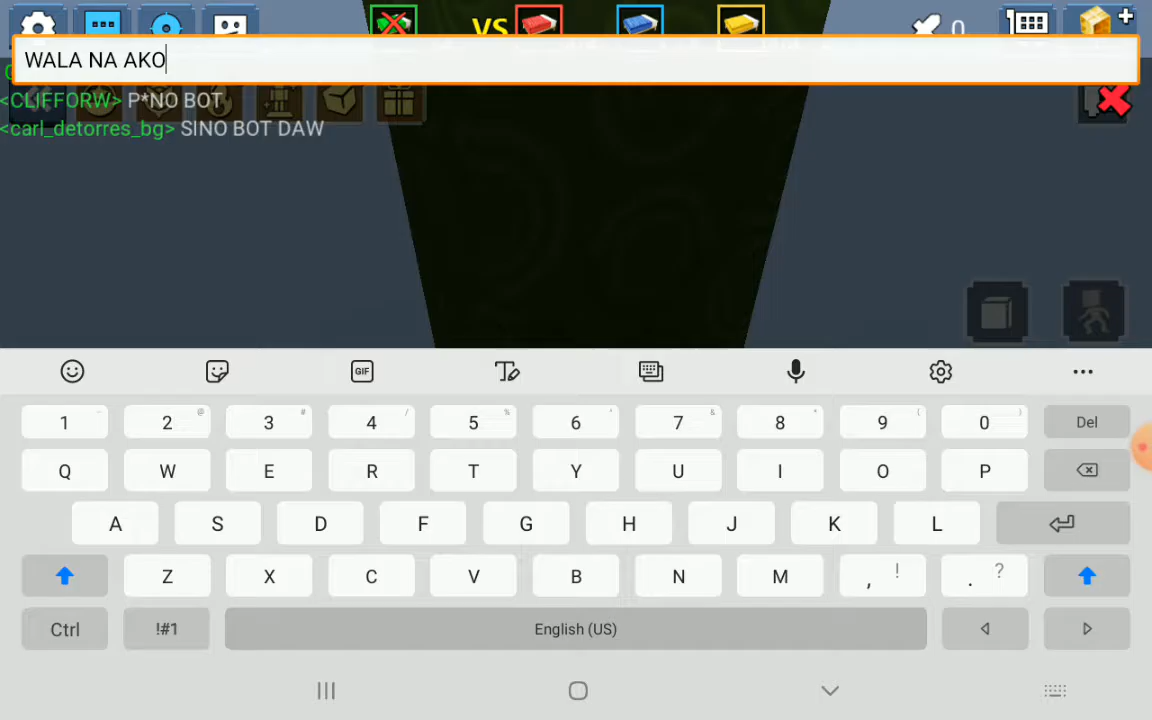 VS
0
WALA NA AKO
<CLIFFORW> P*NO BOT
<carl_detorres_bg> SINO BOT DAW
GIF
1 2 3 4 5 6 7 8 9 0 Del
Q W E R T Y U I O P
A S D F G H J K L
Z X C V B N M , ! . ?
Ctrl !#1 English (US)